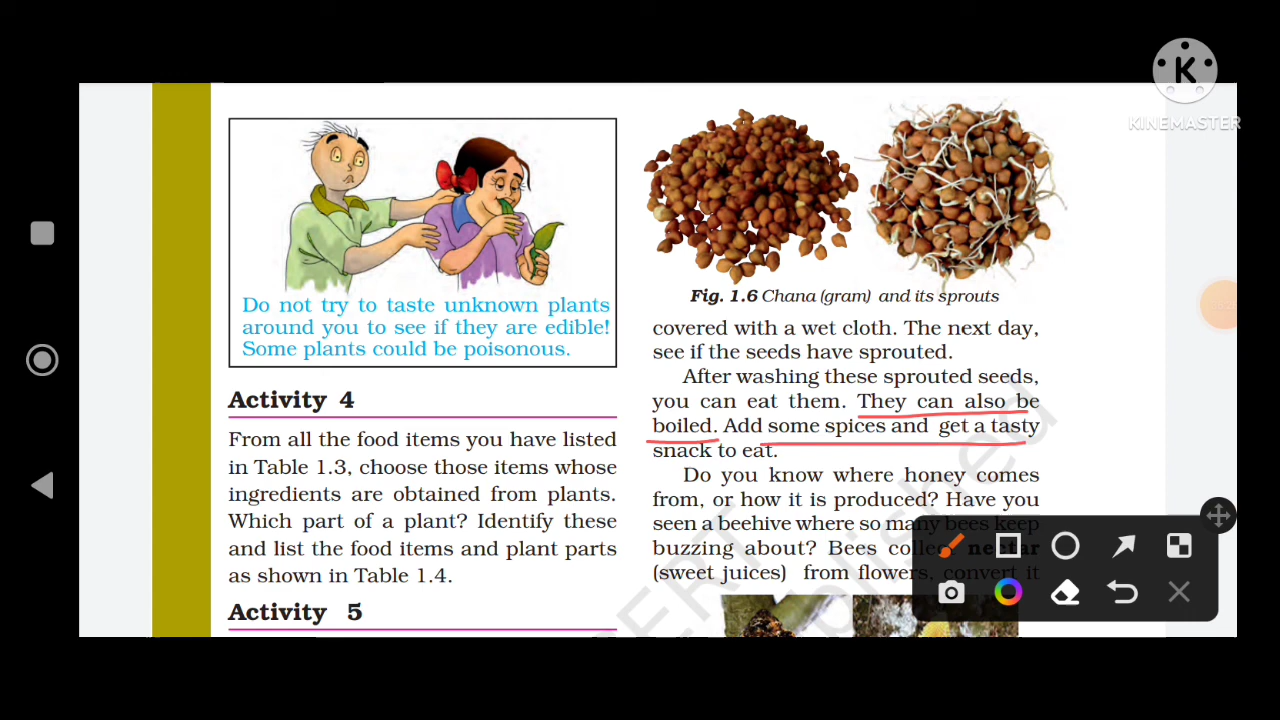 KINEMASTER
Do not try to taste unknown plants
around you to see if they are edible!
Some plants could be poisonous.
Activity 4
From all the food items you have listed
in Table 1.3, choose those items whose
ingredients are obtained from plants.
Which part of a plant? Identify these
and list the food items and plant parts
as shown in Table 1.4.
Activity 5
Fig. 1.6 Chana (gram) and its sprouts
covered with a wet cloth. The next day,
see if the seeds have sprouted.
After washing these sprouted seeds,
you can eat them. They can also be
boiled. Add some spices and get a tasty
snack to eat.
Do you know where honey comes
from, or how it is produced? Have you
seen a beehive where so many bees keep
buzzing about? Bees collect nectar
(sweet juices) from flowers, convert it